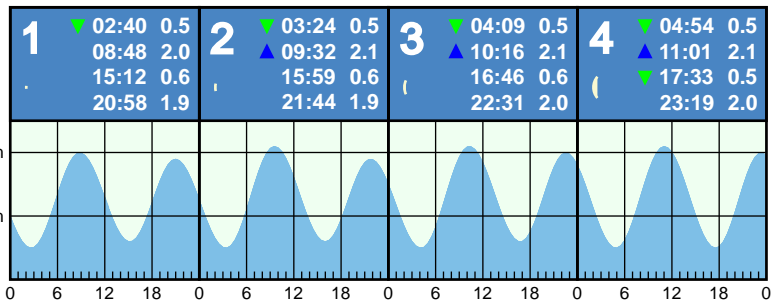 1 ▼ 02:40 0.5
08:48 2.0
15:12 0.6
20:58 1.9
2 ▼ 03:24 0.5
▲ 09:32 2.1
15:59 0.6
21:44 1.9
3 ▼ 04:09 0.5
▲ 10:16 2.1
16:46 0.6
22:31 2.0
4 ▼ 04:54 0.5
▲ 11:01 2.1
▼ 17:33 0.5
23:19 2.0
m
m
0 6 12 18 0 6 12 18 0 6 12 18 0 6 12 18 0